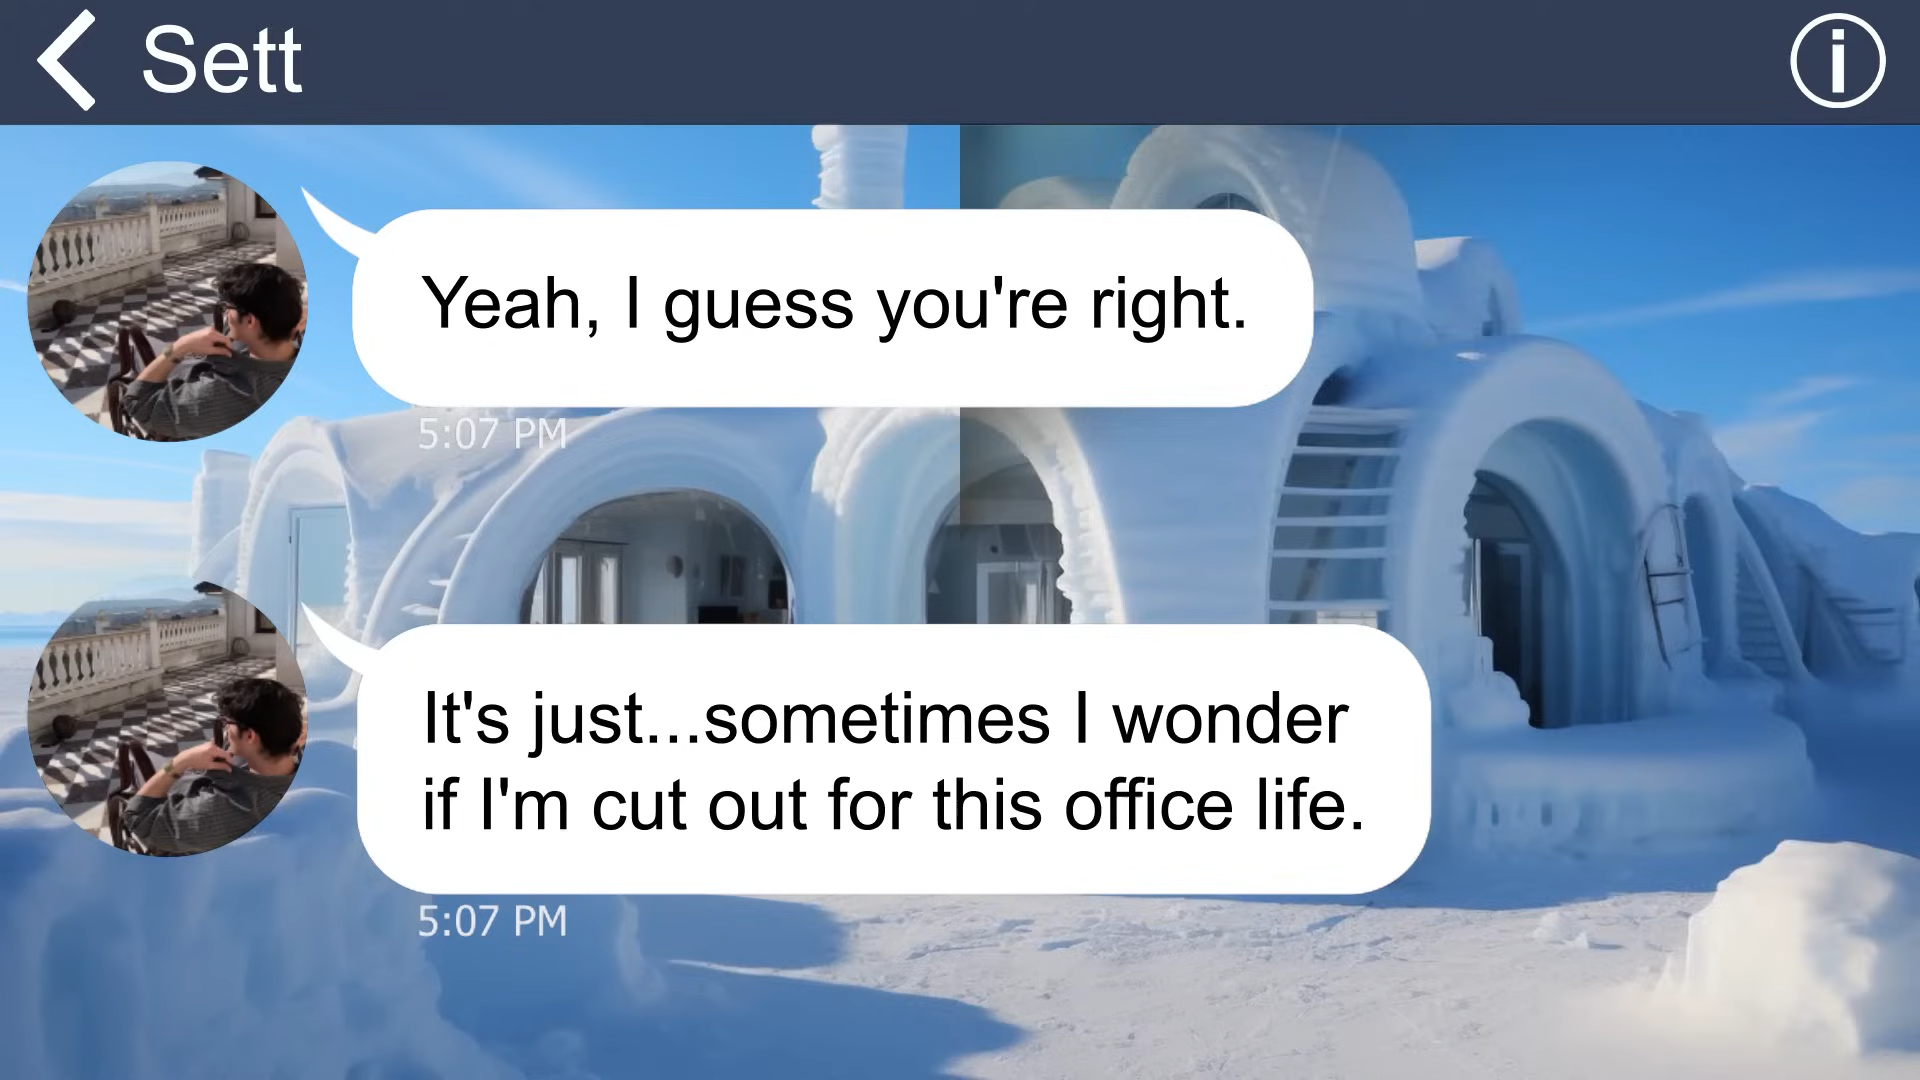 Sett
Yeah, I guess you're right.
5:07 PM
It's just...sometimes I wonder
if I'm cut out for this office life.
5:07 PM